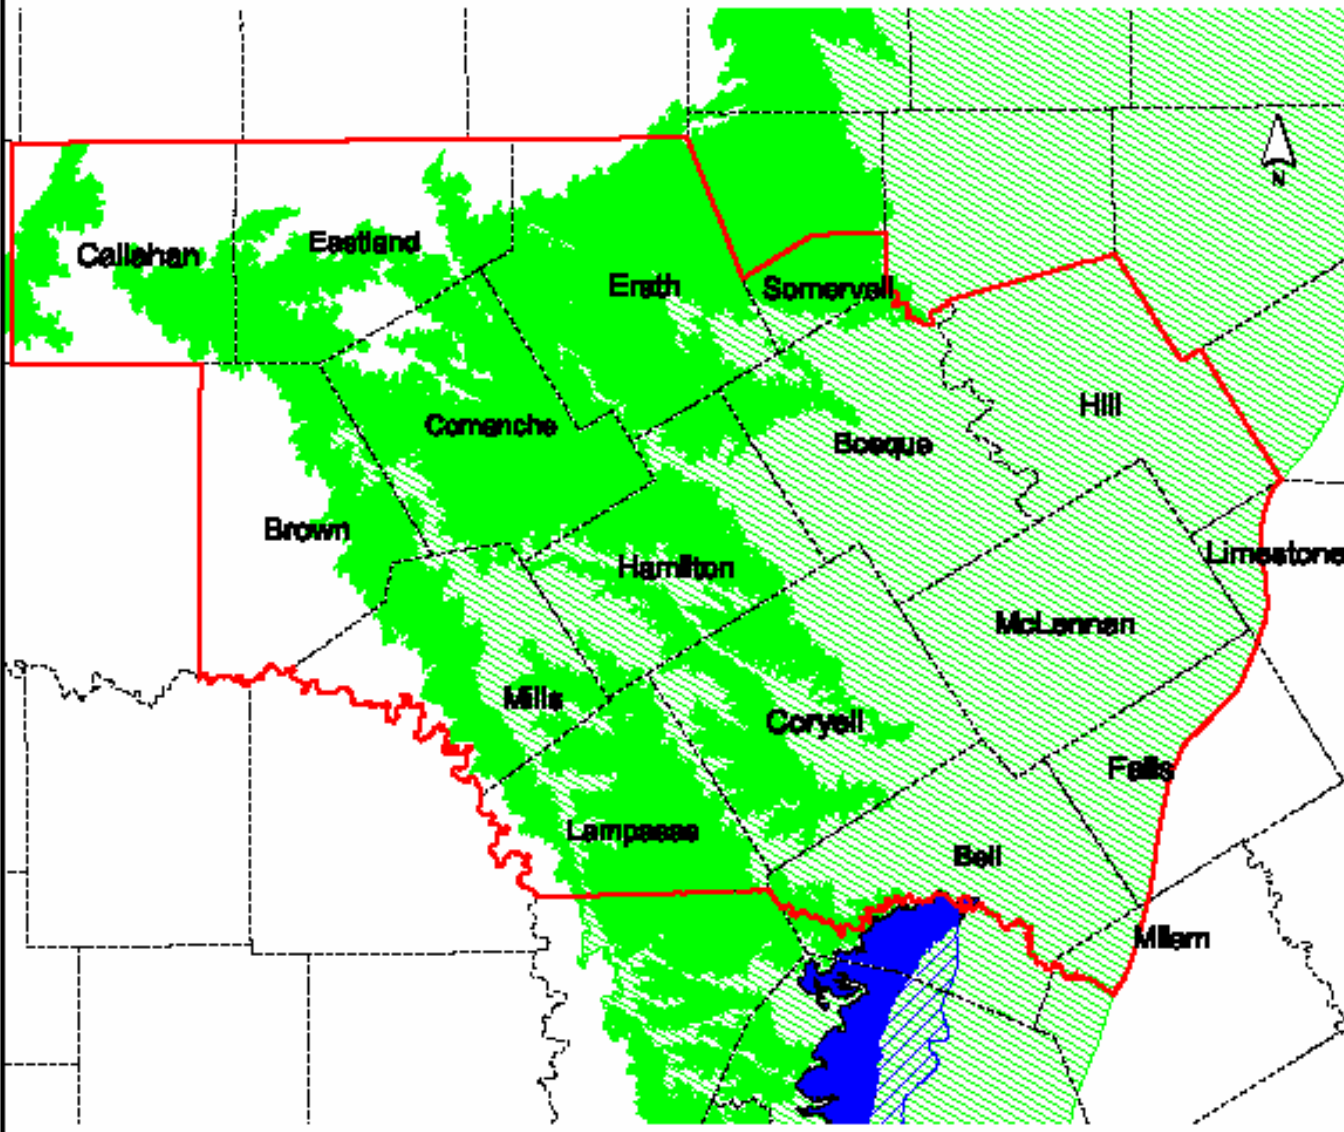 N
Callahan
Eastland
Erath
Somervell
Comanche
Bosque
Hill
Brown
Hamilton
Limestone
McLennan
Mills
Coryell
Falls
Lampasas
Bell
Milam